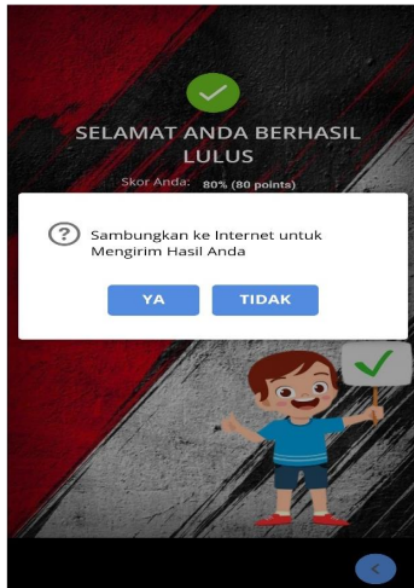 SELAMAT ANDA BERHASIL
LULUS
Skor Anda: 80% (80 points)
Sambungkan ke Internet untuk
Mengirim Hasil Anda
YA
TIDAK